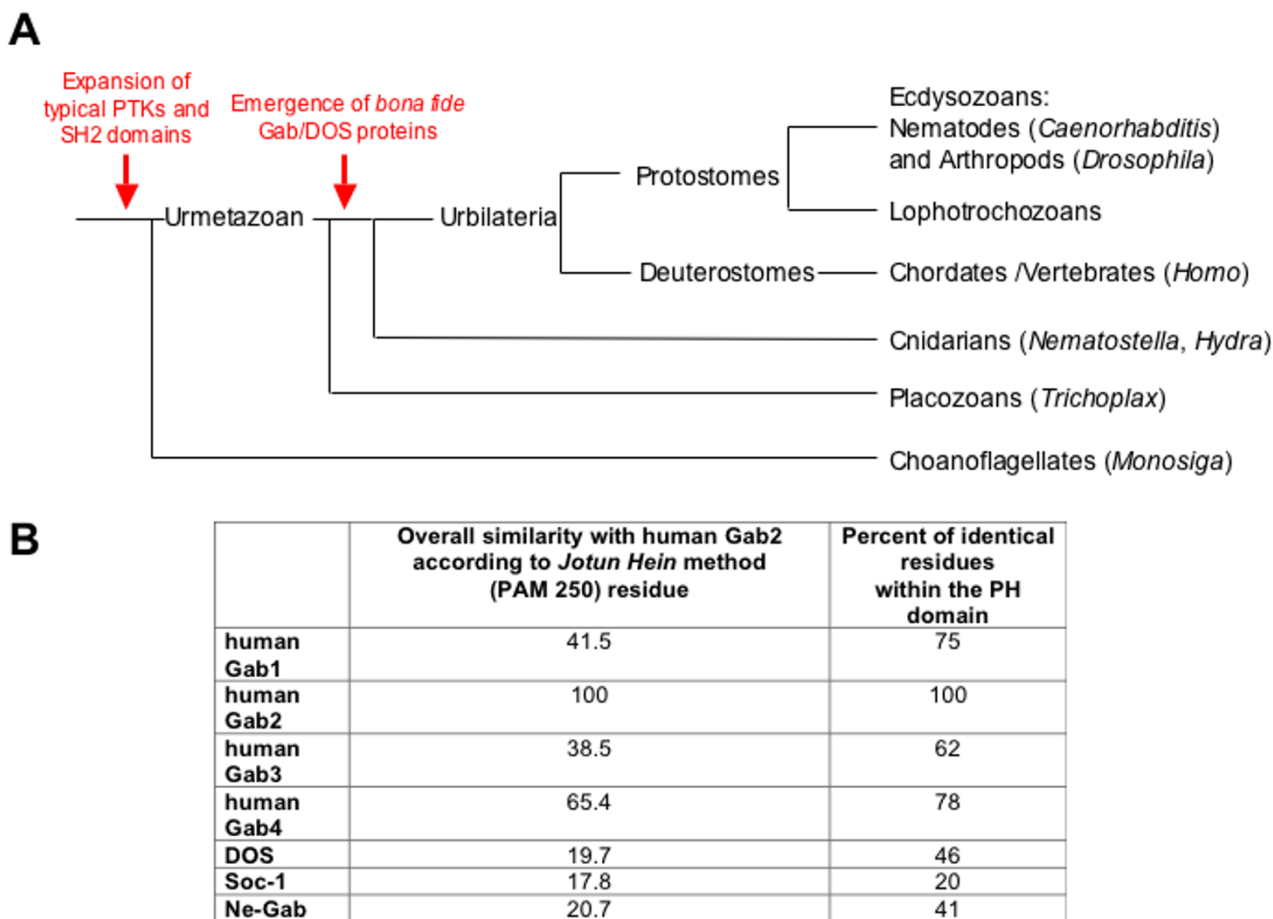 A
Expansion of
typical PTKs and
SH2 domains
Emergence of bona fide
Gab/DOS proteins
Urmetazoan
Urbilateria
Protostomes
Deuterostomes
Ecdysozoans:
Nematodes (Caenorhabditis)
and Arthropods (Drosophila)
Lophotrochozoans
Chordates /Vertebrates (Homo)
Cnidarians (Nematostella, Hydra)
Placozoans (Trichoplax)
Choanoflagellates (Monosiga)
B
Overall similarity with human Gab2
according to Jotun Hein method
(PAM 250) residue
Percent of identical
residues
within the PH
domain
human
Gab1
41.5
75
human
Gab2
100
100
human
Gab3
38.5
62
human
Gab4
65.4
78
DOS
19.7
46
Soc-1
17.8
20
Ne-Gab
20.7
41